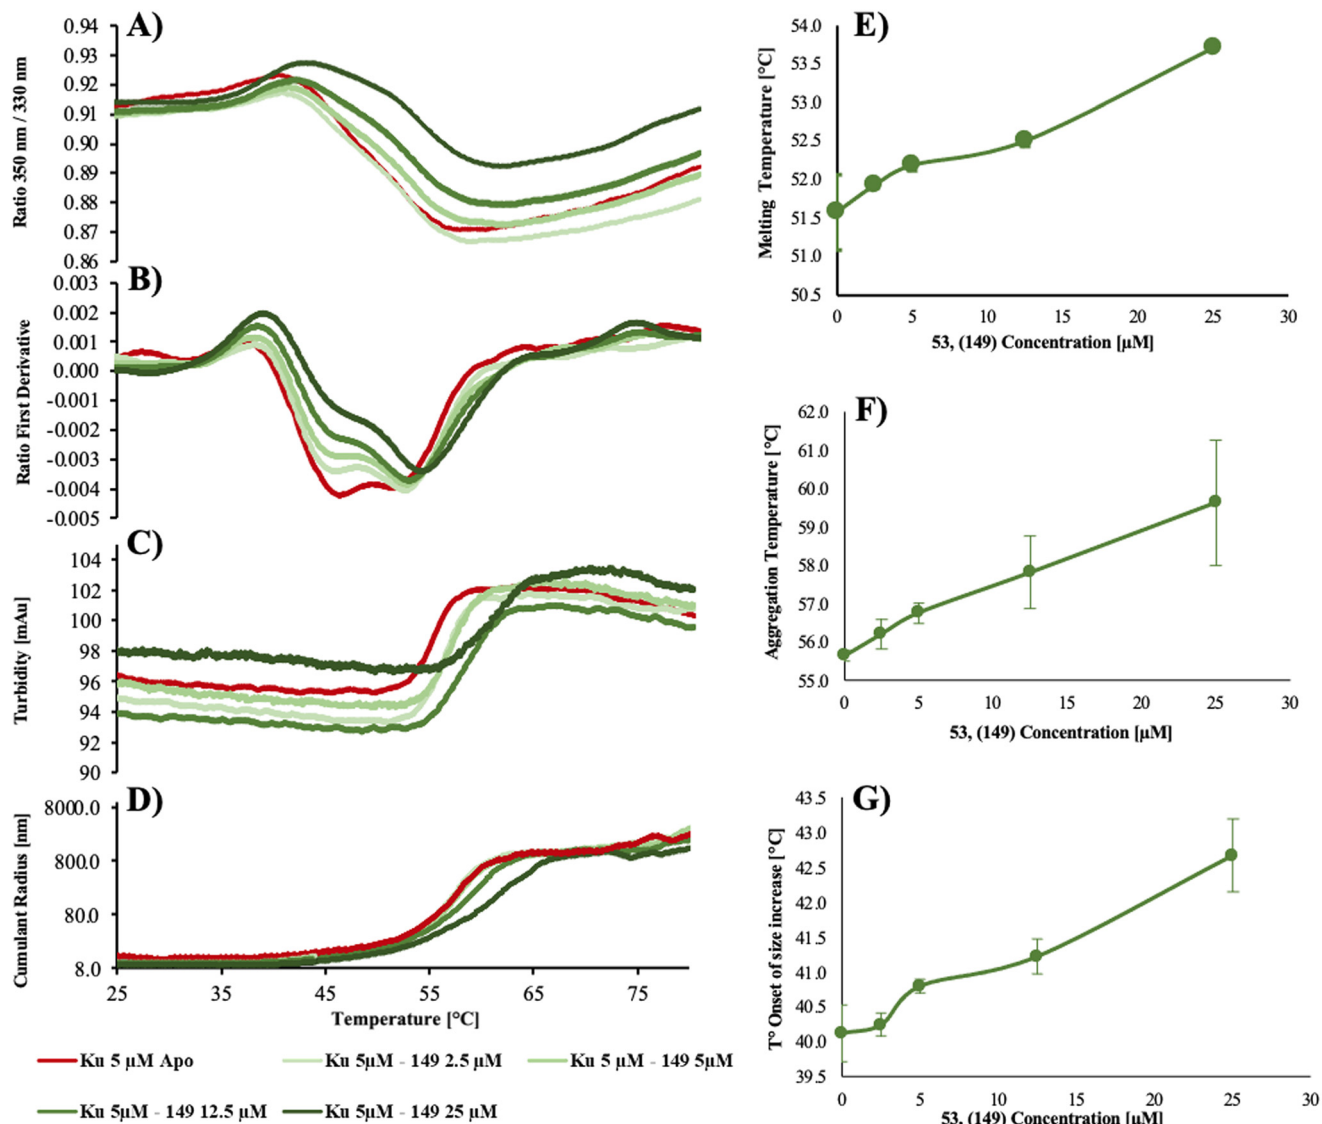 A)
0.94
0.93
0.92
0.91
0.90
0.89
0.88
0.87
0.86
Ratio 350 nm / 330 nm
B)
0.003
0.002
0.001
0.000
-0.001
-0.002
-0.003
-0.004
-0.005
Ratio First Derivative
C)
104
102
100
98
96
94
92
90
Turbidity [mAu]
D)
8000.0
800.0
80.0
8.0
Cumulant Radius [nm]
25 35 45 55 65 75
Temperature [°C]
Ku 5 µM Apo
Ku 5µM - 149 2.5 µM
Ku 5 µM - 149 5µM
Ku 5µM - 149 12.5 µM
Ku 5µM - 149 25 µM
E)
54.0
53.5
53.0
52.5
52.0
51.5
51.0
50.5
Melting Temperature [°C]
0 5 10 15 20 25 30
53, (149) Concentration [µM]
F)
62.0
61.0
60.0
59.0
58.0
57.0
56.0
55.0
Aggregation Temperature [°C]
0 5 10 15 20 25 30
53, (149) Concentration [µM]
G)
43.5
43.0
42.5
42.0
41.5
41.0
40.5
40.0
39.5
T° Onset of size increase [°C]
0 5 10 15 20 25 30
53, (149) Concentration [µM]